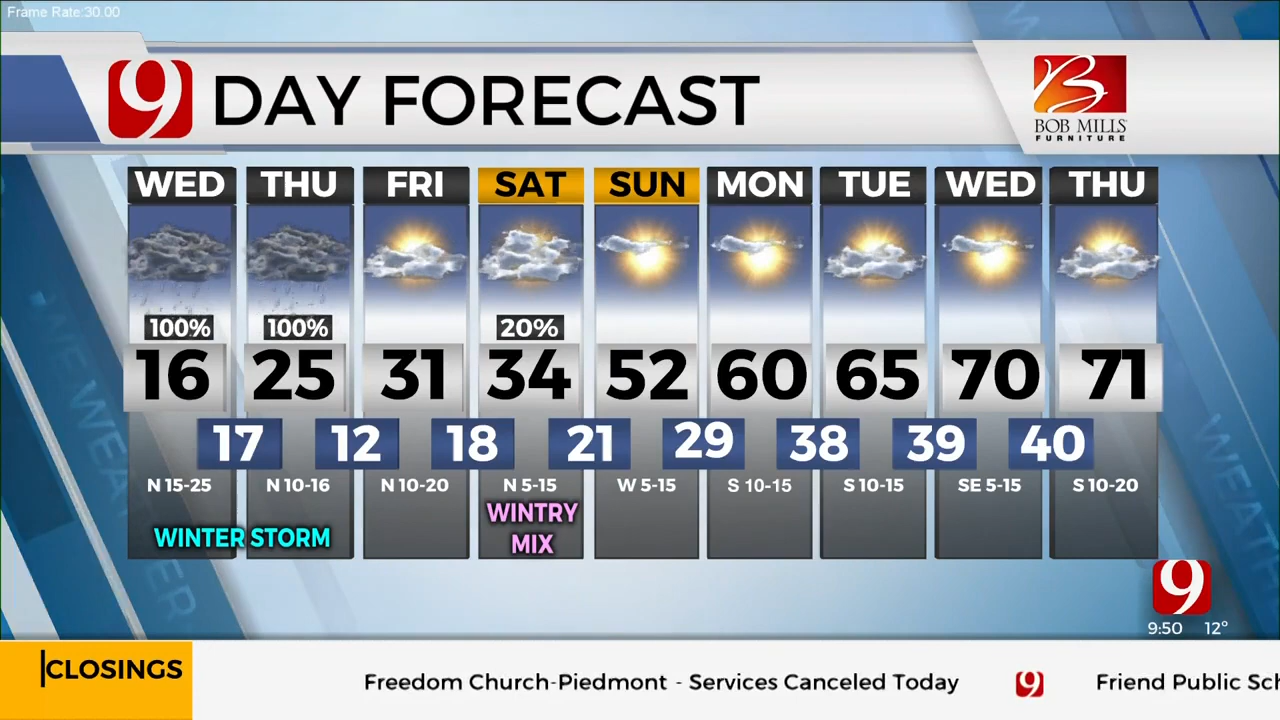 Frame Rate:30.00
9 DAY FORECAST
BOB MILLS
FURNITURE
WED THU FRI SAT SUN MON TUE WED THU
100% 100% 20%
16 25 31 34 52 60 65 70 71
17 12 18 21 29 38 39 40
N 15-25 N 10-16 N 10-20 N 5-15 W 5-15 S 10-15 S 10-15 SE 5-15 S 10-20
WINTER STORM
WINTRY
MIX
WEATHER
WEATHER
9
9:50 12°
CLOSINGS
Freedom Church-Piedmont - Services Canceled Today 9 Friend Public Sch